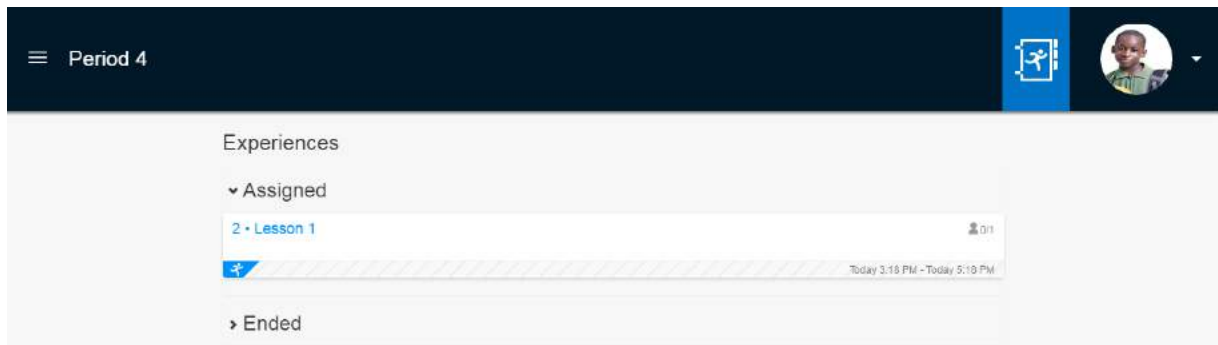 Period 4
Experiences
Assigned
2 • Lesson 1
0/1
Today 3:18 PM - Today 5:18 PM
Ended